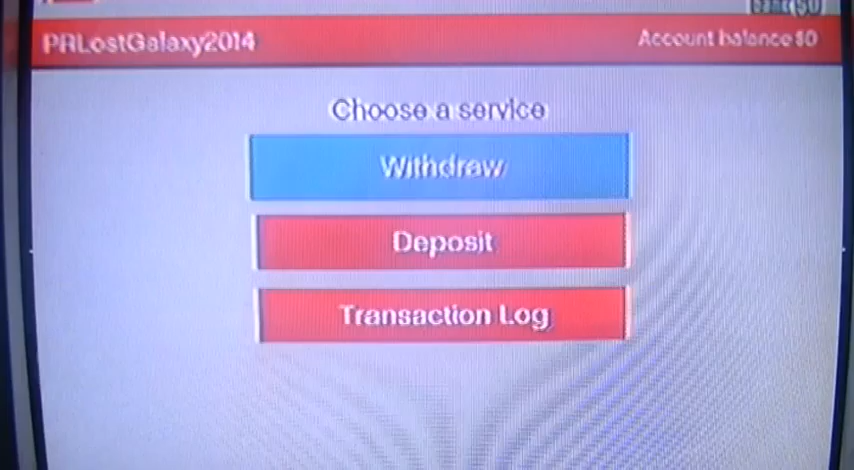 PRLostGalaxy2014
Account balance $0
Choose a service
Withdraw
Deposit
Transaction Log